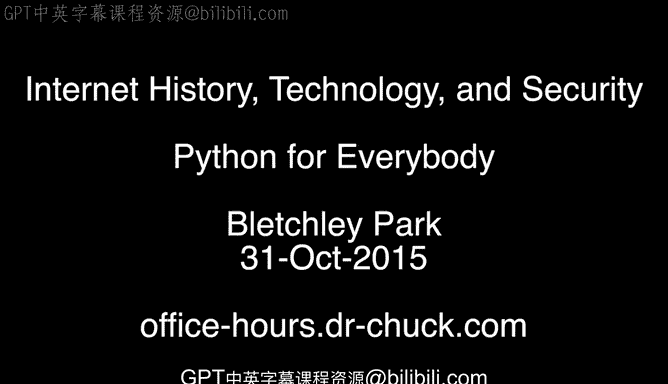 GPT中英字幕课程资源@bilibili.com
Internet History, Technology, and Security
Python for Everybody
Bletchley Park
31-Oct-2015
office-hours.dr-chuck.com
GPT中英字幕课程资源@bilibili.com